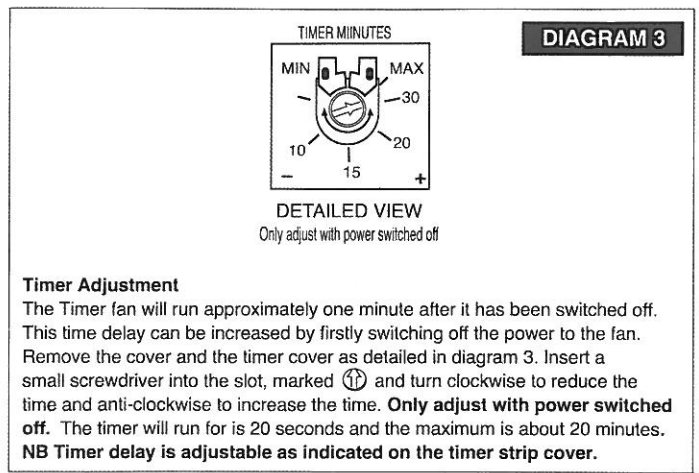 TIMER MIINUTES
DIAGRAM 3
MIN
MAX
30
20
10
15
–
+
DETAILED VIEW
Only adjust with power switched off
Timer Adjustment
The Timer fan will run approximately one minute after it has been switched off.
This time delay can be increased by firstly switching off the power to the fan.
Remove the cover and the timer cover as detailed in diagram 3. Insert a
small screwdriver into the slot, marked and turn clockwise to reduce the
time and anti-clockwise to increase the time. Only adjust with power switched
off. The timer will run for is 20 seconds and the maximum is about 20 minutes.
NB Timer delay is adjustable as indicated on the timer strip cover.